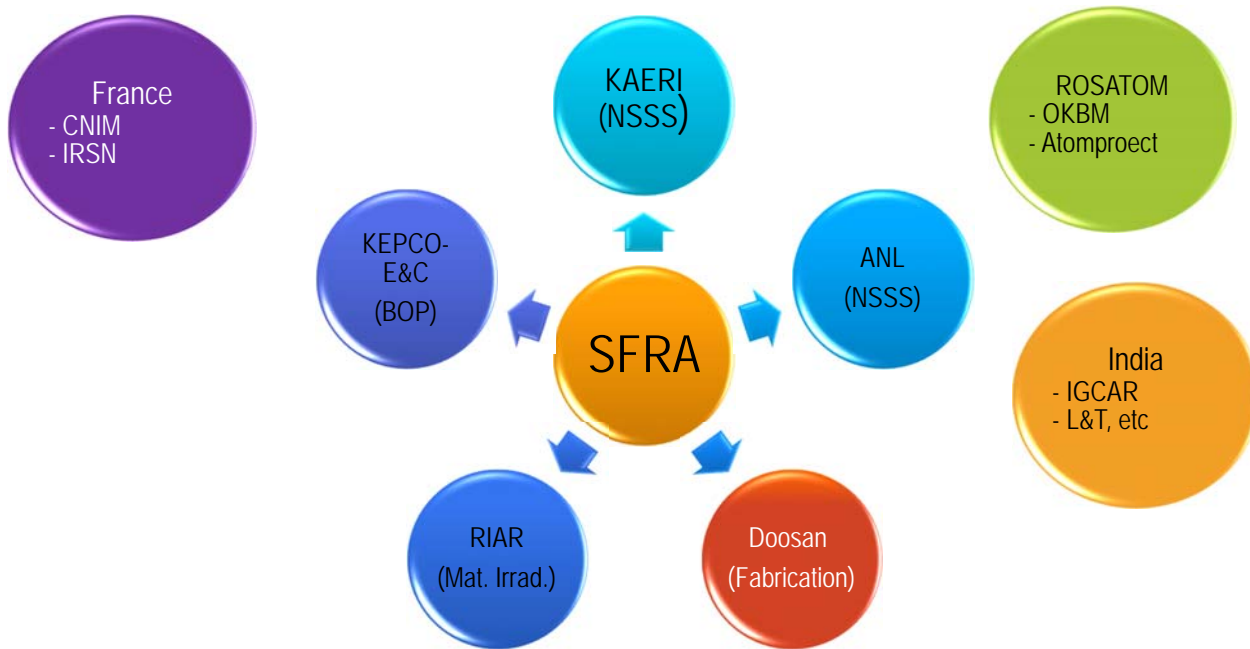 France
- CNIM
- IRSN
KAERI
(NSSS)
ROSATOM
- OKBM
- Atomproect
KEPCO-
E&C
(BOP)
ANL
(NSSS)
SFRA
India
- IGCAR
- L&T, etc
RIAR
(Mat. Irrad.)
Doosan
(Fabrication)